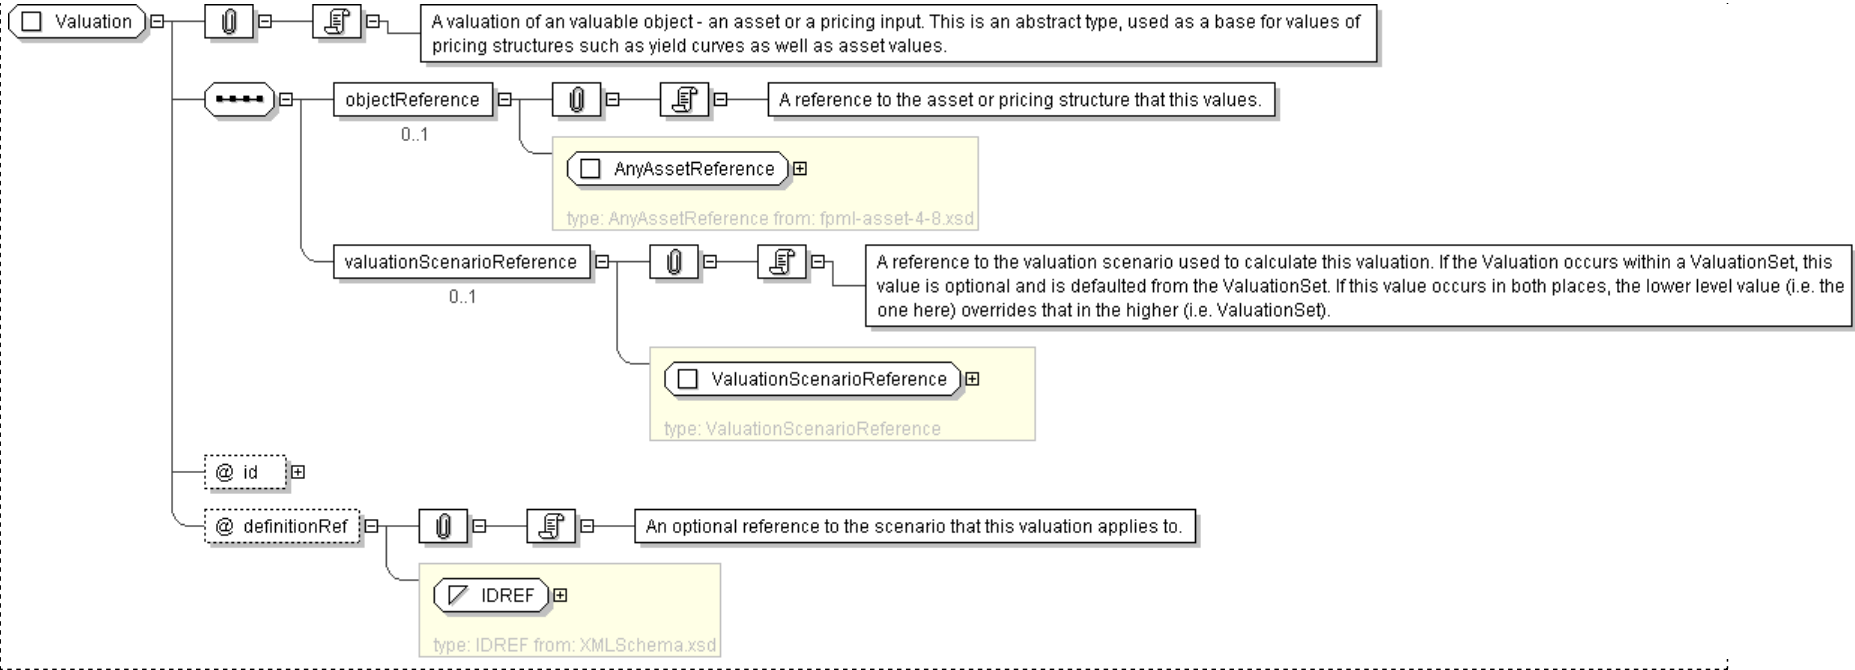 Valuation
A valuation of an valuable object - an asset or a pricing input. This is an abstract type, used as a base for values of
pricing structures such as yield curves as well as asset values.
objectReference
A reference to the asset or pricing structure that this values.
0..1
AnyAssetReference
type: AnyAssetReference from: fpml-asset-4-8.xsd
valuationScenarioReference
A reference to the valuation scenario used to calculate this valuation. If the Valuation occurs within a ValuationSet, this
value is optional and is defaulted from the ValuationSet. If this value occurs in both places, the lower level value (i.e. the
one here) overrides that in the higher (i.e. ValuationSet).
0..1
ValuationScenarioReference
type: ValuationScenarioReference
@ id
@ definitionRef
An optional reference to the scenario that this valuation applies to.
IDREF
type: IDREF from: XMLSchema.xsd